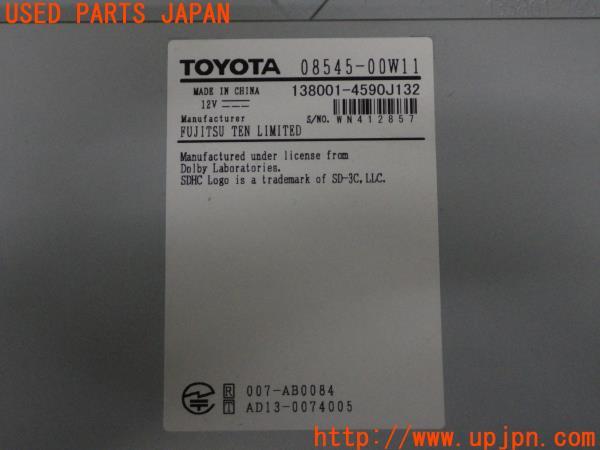 USED PARTS JAPAN
TOYOTA 08545-00W11
MADE IN CHINA 138001-4590J132
12V
Manufacturer S/NO. WN412857
FUJITSU TEN LIMITED
Manufactured under license from
Dolby Laboratories.
SDHC Logo is a trademark of SD-3C, LLC.
R 007-AB0084
T AD13-0074005
http://www.upjpn.com